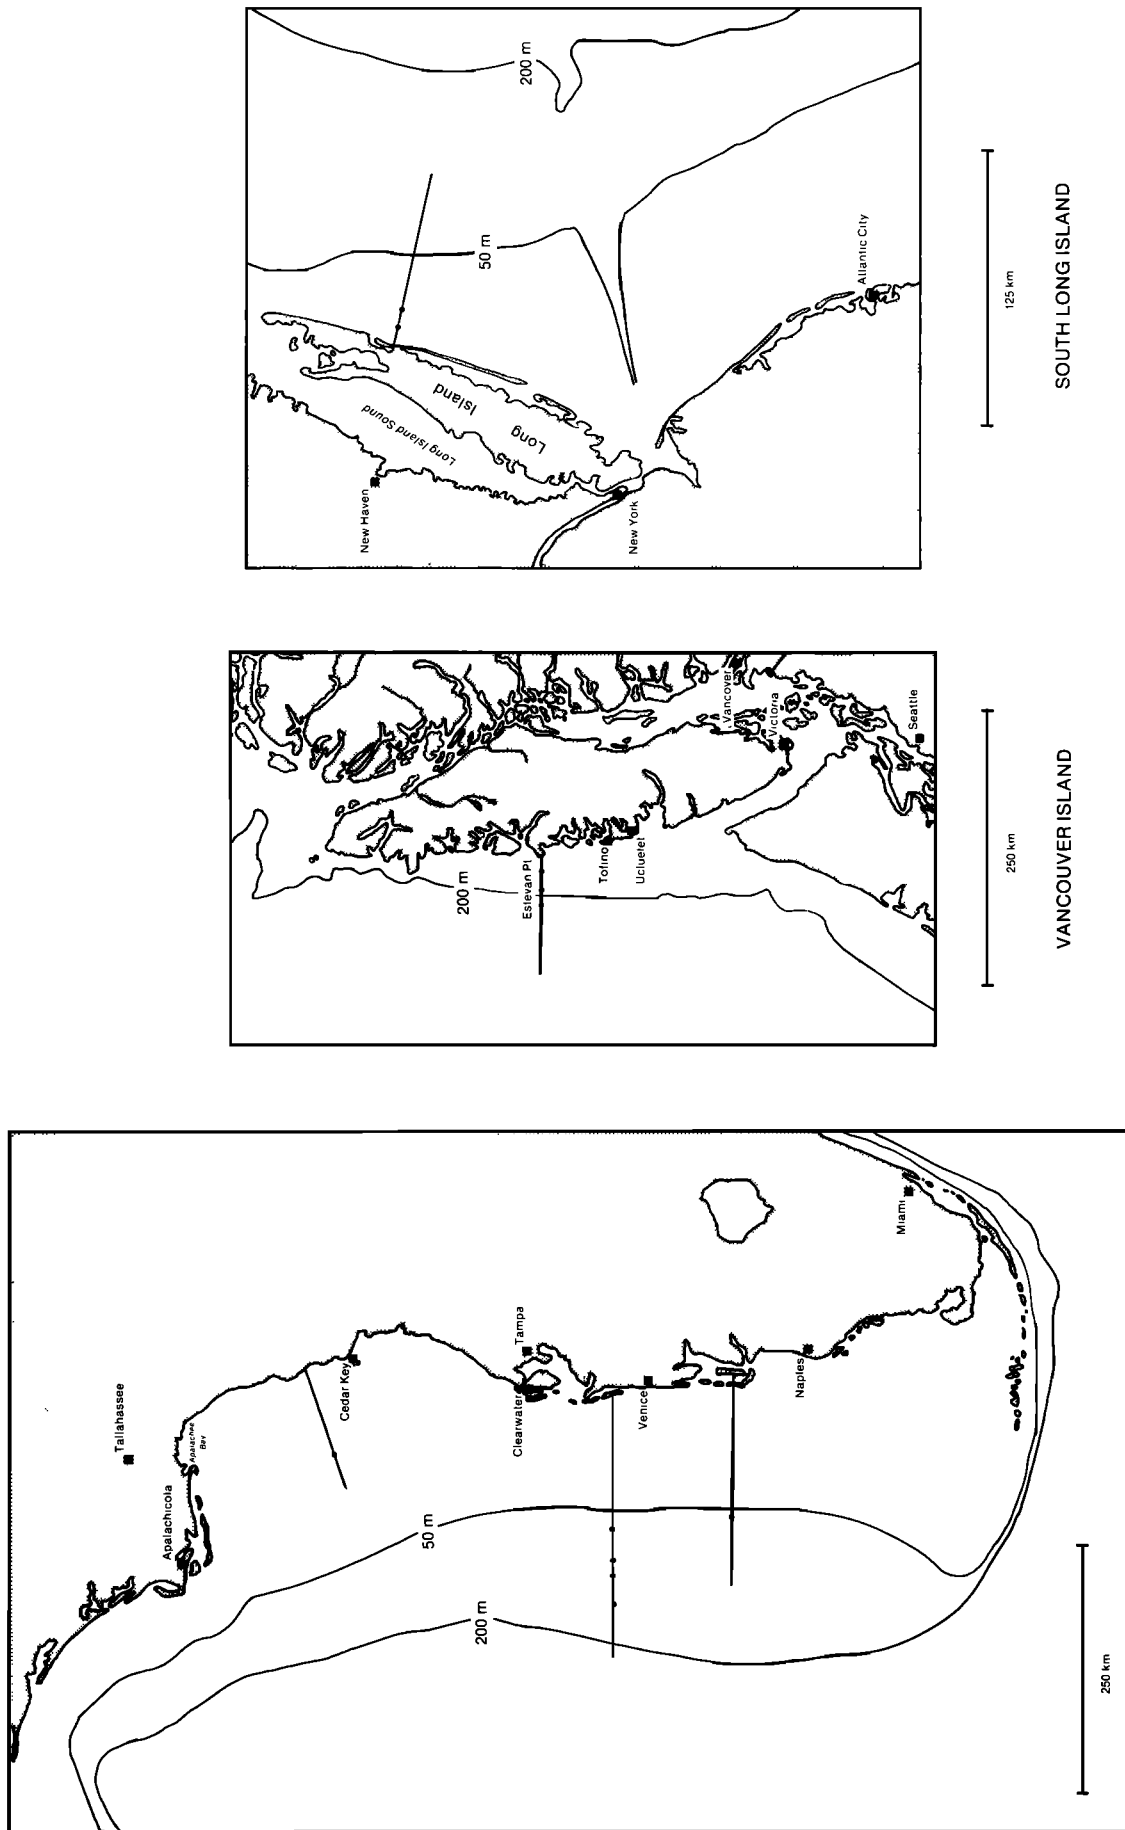 200 m
50 m
Long Island Sound
Long
Island
New Haven
New York
Atlantic City
125 km
SOUTH LONG ISLAND
200 m
Estevan Pt
Tofino
Ucluelet
Vancouver
Victoria
Seattle
250 km
VANCOUVER ISLAND
Tallahassee
Apalachicola
Apalachee
Bay
Cedar Key
Clearwater
Tampa
Venice
Naples
Miami
50 m
200 m
250 km